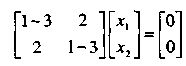 [1-3 2] [x₁] = [0]
[2 1-3] [x₂] [0]